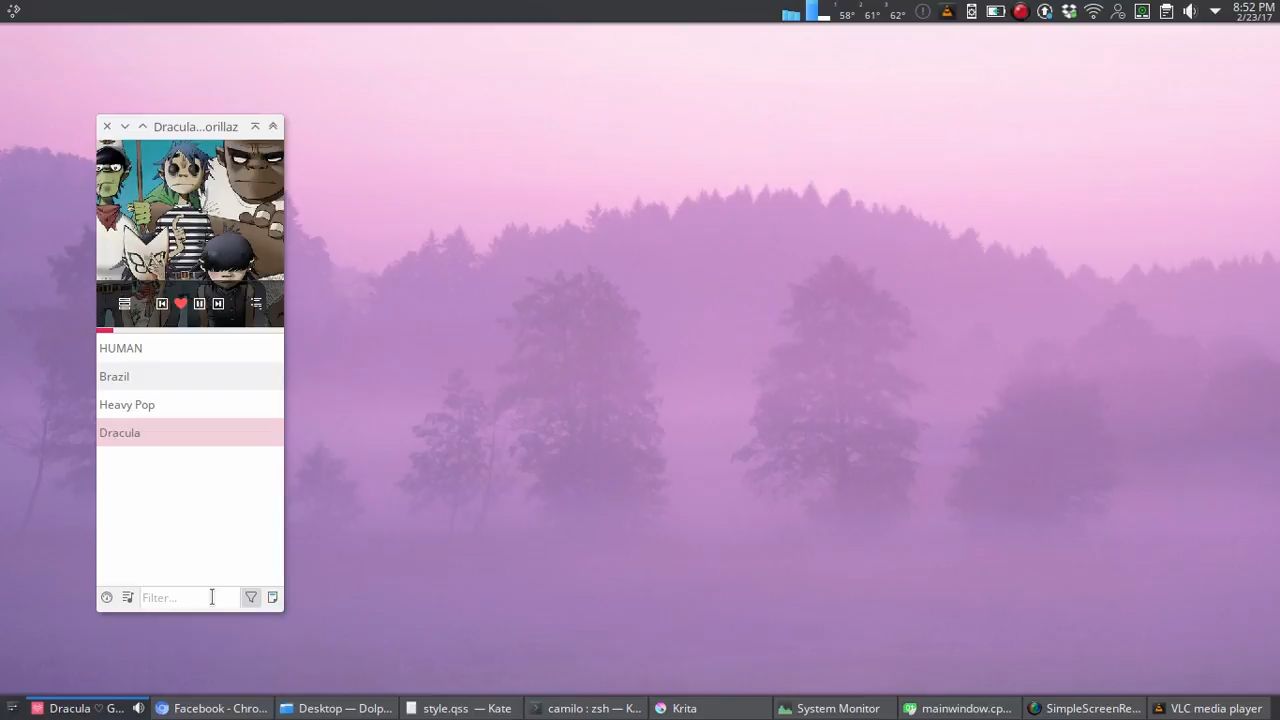 58° 61° 62°
8:52 PM
2/23/17
Dracula...orillaz
HUMAN
Brazil
Heavy Pop
Dracula
Filter...
Dracula ♡ G...
Facebook - Chro...
Desktop — Dolp...
style.qss — Kate
camilo : zsh — K...
Krita
System Monitor
mainwindow.cp...
SimpleScreenRe...
VLC media player